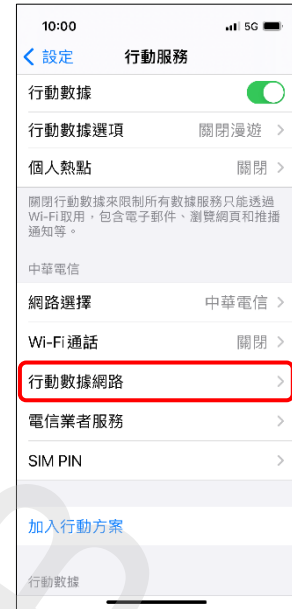 10:00 5G
設定 行動服務
行動數據
行動數據選項 關閉漫遊
個人熱點 關閉
關閉行動數據來限制所有數據服務只能透過
Wi-Fi取用，包含電子郵件、瀏覽網頁和推播
通知等。
中華電信
網路選擇 中華電信
Wi-Fi通話 關閉
行動數據網路
電信業者服務
SIM PIN
加入行動方案
行動數據